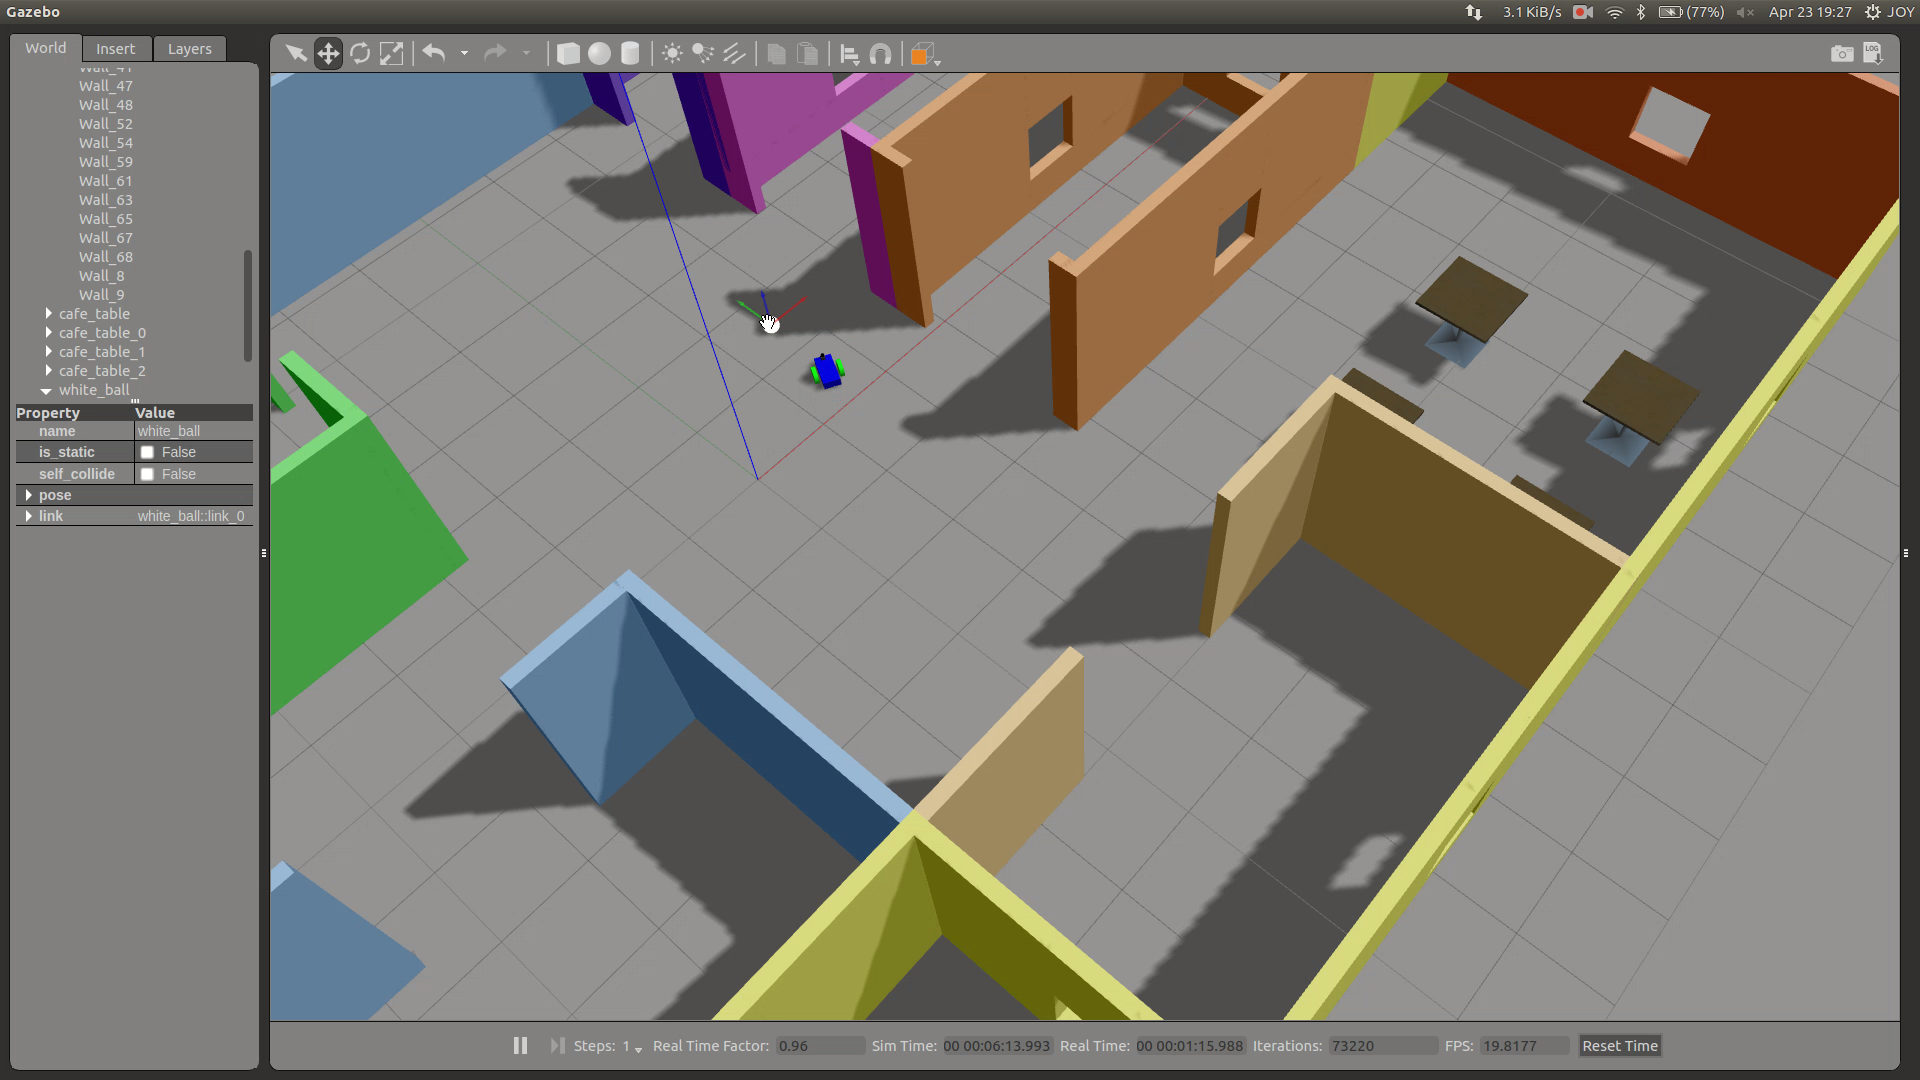 Gazebo
3.1 KiB/s (77%) Apr 23 19:27 JOY
World Insert Layers
Wall_41
Wall_47
Wall_48
Wall_52
Wall_54
Wall_59
Wall_61
Wall_63
Wall_65
Wall_67
Wall_68
Wall_8
Wall_9
cafe_table
cafe_table_0
cafe_table_1
cafe_table_2
white_ball
Property Value
name white_ball
is_static False
self_collide False
pose
link white_ball::link_0
LOG
Steps: 1 Real Time Factor: 0.96 Sim Time: 00 00:06:13.993 Real Time: 00 00:01:15.988 Iterations: 73220 FPS: 19.8177 Reset Time